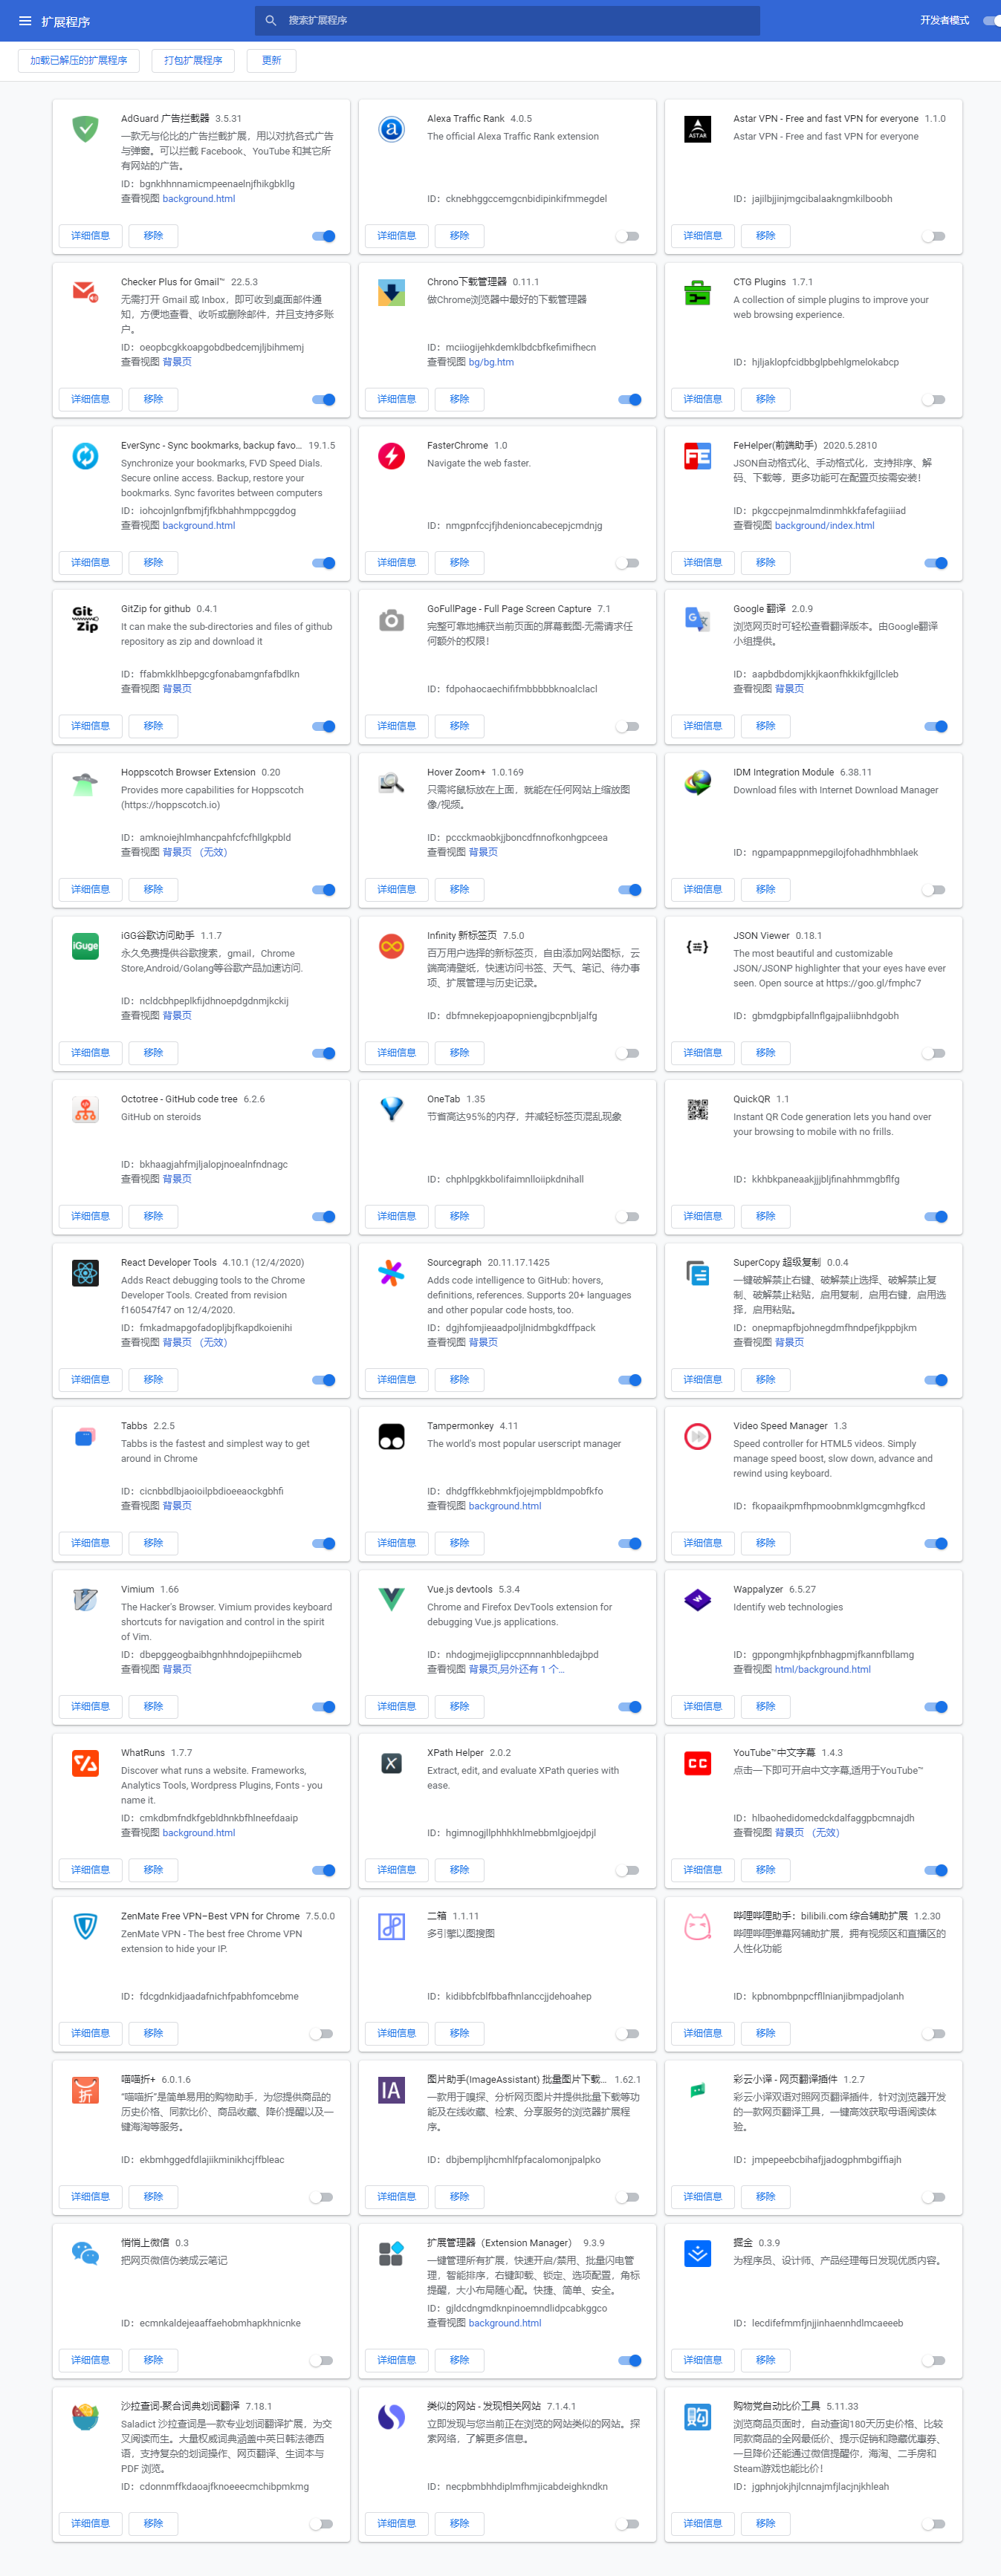 扩展程序
搜索扩展程序
开发者模式
加载已解压的扩展程序 打包扩展程序 更新
AdGuard 广告拦截器 3.5.31
一款无与伦比的广告拦截扩展，用以对抗各式广告
与弹窗。可以拦截 Facebook、YouTube 和其它所
有网站的广告。
ID：bgnkhhnnamicmpeenaelnjfhikgbkllg
查看视图 background.html
详细信息 移除
Alexa Traffic Rank 4.0.5
The official Alexa Traffic Rank extension
ID：cknebhggccemgcnbidipinkifmmegdel
详细信息 移除
Astar VPN - Free and fast VPN for everyone 1.1.0
Astar VPN - Free and fast VPN for everyone
ID：jajilbjjinjmgcibalaakngmkilboobh
详细信息 移除
Checker Plus for Gmail™ 22.5.3
无需打开 Gmail 或 Inbox，即可收到桌面邮件通
知，方便地查看、收听或删除邮件，并且支持多账
户。
ID：oeopbcgkkoapgobdbedcemjljbihmemj
查看视图 背景页
详细信息 移除
Chrono下载管理器 0.11.1
做Chrome浏览器中最好的下载管理器
ID：mciiogijehkdemklbdcbfkefimifhecn
查看视图 bg/bg.htm
详细信息 移除
CTG Plugins 1.7.1
A collection of simple plugins to improve your
web browsing experience.
ID：hjljaklopfcidbbglpbehlgmelokabcp
详细信息 移除
EverSync - Sync bookmarks, backup favo... 19.1.5
Synchronize your bookmarks, FVD Speed Dials.
Secure online access. Backup, restore your
bookmarks. Sync favorites between computers
ID：iohcojnlgnfbmjfjfkbhahhmppcggdog
查看视图 background.html
详细信息 移除
FasterChrome 1.0
Navigate the web faster.
ID：nmgpnfccjfjhdenioncabecepjcmdnjg
详细信息 移除
FeHelper(前端助手) 2020.5.2810
JSON自动格式化、手动格式化，支持排序、解
码、下载等，更多功能可在配置页按需安装！
ID：pkgccpejnmalmdinmhkkfafefagiiiad
查看视图 background/index.html
详细信息 移除
GitZip for github 0.4.1
It can make the sub-directories and files of github
repository as zip and download it
ID：ffabmkklhbepgcgfonabamgnfafbdlkn
查看视图 背景页
详细信息 移除
GoFullPage - Full Page Screen Capture 7.1
完整可靠地捕获当前页面的屏幕截图-无需请求任
何额外的权限！
ID：fdpohaocaechififmbbbbbknoalclacl
详细信息 移除
Google 翻译 2.0.9
浏览网页时可轻松查看翻译版本。由Google翻译
小组提供。
ID：aapbdbdomjkkjkaonfhkkikfgjllcleb
查看视图 背景页
详细信息 移除
Hoppscotch Browser Extension 0.20
Provides more capabilities for Hoppscotch
(https://hoppscotch.io)
ID：amknoiejhlmhancpahfcfcfhllgkpbld
查看视图 背景页 （无效）
详细信息 移除
Hover Zoom+ 1.0.169
只需将鼠标放在上面，就能在任何网站上缩放图
像/视频。
ID：pccckmaobkjjboncdfnnofkonhgpceea
查看视图 背景页
详细信息 移除
IDM Integration Module 6.38.11
Download files with Internet Download Manager
ID：ngpampappnmepgilojfohadhhmbhlaek
详细信息 移除
iGuge
iGG谷歌访问助手 1.1.7
永久免费提供谷歌搜索，gmail，Chrome
Store,Android/Golang等谷歌产品加速访问.
ID：ncldcbhpeplkfijdhnoepdgdnmjkckij
查看视图 背景页
详细信息 移除
Infinity 新标签页 7.5.0
百万用户选择的新标签页，自由添加网站图标，云
端高清壁纸，快速访问书签、天气、笔记、待办事
项、扩展管理与历史记录。
ID：dbfmnekepjoapopniengjbcpnbljalfg
详细信息 移除
JSON Viewer 0.18.1
The most beautiful and customizable
JSON/JSONP highlighter that your eyes have ever
seen. Open source at https://goo.gl/fmphc7
ID：gbmdgpbipfallnflgajpaliibnhdgobh
详细信息 移除
Octotree - GitHub code tree 6.2.6
GitHub on steroids
ID：bkhaagjahfmjljalopjnoealnfndnagc
查看视图 背景页
详细信息 移除
OneTab 1.35
节省高达95％的内存，并减轻标签页混乱现象
ID：chphlpgkkbolifaimnlloiipkdnihall
详细信息 移除
QuickQR 1.1
Instant QR Code generation lets you hand over
your browsing to mobile with no frills.
ID：kkhbkpaneaakjjjbljfinahhmmgbflfg
详细信息 移除
React Developer Tools 4.10.1 (12/4/2020)
Adds React debugging tools to the Chrome
Developer Tools. Created from revision
f160547f47 on 12/4/2020.
ID：fmkadmapgofadopljbjfkapdkoienihi
查看视图 背景页 （无效）
详细信息 移除
Sourcegraph 20.11.17.1425
Adds code intelligence to GitHub: hovers,
definitions, references. Supports 20+ languages
and other popular code hosts, too.
ID：dgjhfomjieaadpoljlnidmbgkdffpack
查看视图 背景页
详细信息 移除
SuperCopy 超级复制 0.0.4
一键破解禁止右键、破解禁止选择、破解禁止复
制、破解禁止粘贴，启用复制，启用右键，启用选
择，启用粘贴。
ID：onepmapfbjohnegdmfhndpefjkppbjkm
查看视图 背景页
详细信息 移除
Tabbs 2.2.5
Tabbs is the fastest and simplest way to get
around in Chrome
ID：cicnbbdlbjaoioilpbdioeeaockgbhfi
查看视图 背景页
详细信息 移除
Tampermonkey 4.11
The world's most popular userscript manager
ID：dhdgffkkebhmkfjojejmpbldmpobfkfo
查看视图 background.html
详细信息 移除
Video Speed Manager 1.3
Speed controller for HTML5 videos. Simply
manage speed boost, slow down, advance and
rewind using keyboard.
ID：fkopaaikpmfhpmoobnmklgmcgmhgfkcd
详细信息 移除
Vimium 1.66
The Hacker's Browser. Vimium provides keyboard
shortcuts for navigation and control in the spirit
of Vim.
ID：dbepggeogbaibhgnhhndojpepiihcmeb
查看视图 背景页
详细信息 移除
Vue.js devtools 5.3.4
Chrome and Firefox DevTools extension for
debugging Vue.js applications.
ID：nhdogjmejiglipccpnnnanhbledajbpd
查看视图 背景页,另外还有 1 个...
详细信息 移除
Wappalyzer 6.5.27
Identify web technologies
ID：gppongmhjkpfnbhagpmjfkannfbllamg
查看视图 html/background.html
详细信息 移除
WhatRuns 1.7.7
Discover what runs a website. Frameworks,
Analytics Tools, Wordpress Plugins, Fonts - you
name it.
ID：cmkdbmfndkfgebldhnkbfhlneefdaaip
查看视图 background.html
详细信息 移除
XPath Helper 2.0.2
Extract, edit, and evaluate XPath queries with
ease.
ID：hgimnogjllphhhkhlmebbmlgjoejdpjl
详细信息 移除
YouTube™中文字幕 1.4.3
点击一下即可开启中文字幕,适用于YouTube™
ID：hlbaohedidomedckdalfaggpbcmnajdh
查看视图 背景页 （无效）
详细信息 移除
ZenMate Free VPN–Best VPN for Chrome 7.5.0.0
ZenMate VPN - The best free Chrome VPN
extension to hide your IP.
ID：fdcgdnkidjaadafnichfpabhfomcebme
详细信息 移除
二箱 1.1.11
多引擎以图搜图
ID：kidibbfcblfbbafhnlanccjjdehoahep
详细信息 移除
哔哩哔哩助手：bilibili.com 综合辅助扩展 1.2.30
哔哩哔哩弹幕网辅助扩展，拥有视频区和直播区的
人性化功能
ID：kpbnombpnpcffllnianjibmpadjolanh
详细信息 移除
喵喵折+ 6.0.1.6
“喵喵折”是简单易用的购物助手，为您提供商品的
历史价格、同款比价、商品收藏、降价提醒以及一
键海淘等服务。
ID：ekbmhggedfdlajiikminikhcjffbleac
详细信息 移除
图片助手(ImageAssistant) 批量图片下载... 1.62.1
一款用于嗅探、分析网页图片并提供批量下载等功
能及在线收藏、检索、分享服务的浏览器扩展程
序。
ID：dbjbempljhcmhlfpfacalomonjpalpko
详细信息 移除
彩云小译 - 网页翻译插件 1.2.7
彩云小译双语对照网页翻译插件，针对浏览器开发
的一款网页翻译工具，一键高效获取母语阅读体
验。
ID：jmpepeebcbihafjjadogphmbgiffiajh
详细信息 移除
悄悄上微信 0.3
把网页微信伪装成云笔记
ID：ecmnkaldejeaaffaehobmhapkhnicnke
详细信息 移除
扩展管理器（Extension Manager） 9.3.9
一键管理所有扩展，快速开启/禁用、批量闪电管
理，智能排序，右键卸载、锁定、选项配置，角标
提醒，大小布局随心配。快捷、简单、安全。
ID：gjldcdngmdknpinoemndlidpcabkggco
查看视图 background.html
详细信息 移除
掘金 0.3.9
为程序员、设计师、产品经理每日发现优质内容。
ID：lecdifefmmfjnjjinhaennhdlmcaeeeb
详细信息 移除
沙拉查词-聚合词典划词翻译 7.18.1
Saladict 沙拉查词是一款专业划词翻译扩展，为交
叉阅读而生。大量权威词典涵盖中英日韩法德西
语，支持复杂的划词操作、网页翻译、生词本与
PDF 浏览。
ID：cdonnmffkdaoajfknoeeecmchibpmkmg
详细信息 移除
类似的网站 - 发现相关网站 7.1.4.1
立即发现与您当前正在浏览的网站类似的网站。探
索网络，了解更多信息。
ID：necpbmbhhdiplmfhmjicabdeighkndkn
详细信息 移除
购物党自动比价工具 5.11.33
浏览商品页面时，自动查询180天历史价格、比较
同款商品的全网最低价、提示促销和隐藏优惠券、
一旦降价还能通过微信提醒你，海淘、二手房和
Steam游戏也能比价！
ID：jgphnjokjhjlcnnajmfjlacjnjkhleah
详细信息 移除